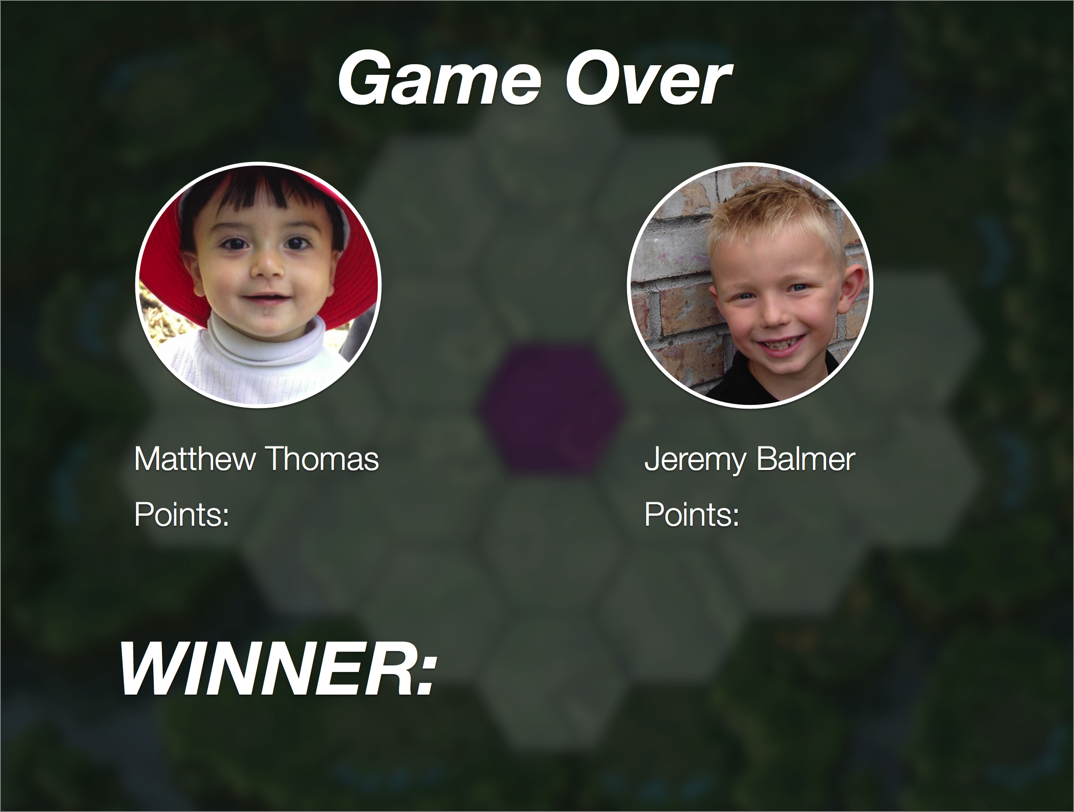 Game Over
Matthew Thomas
Jeremy Balmer
Points:
Points:
WINNER: